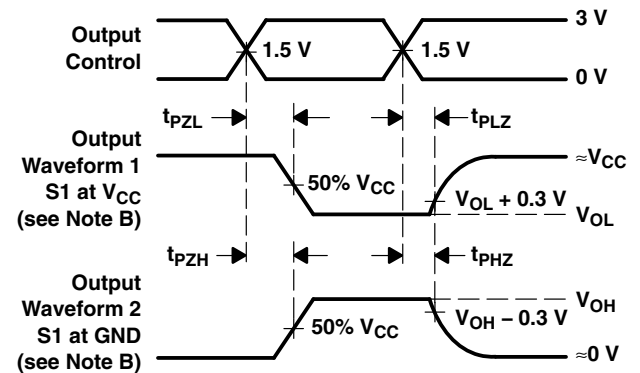 Output
Control
1.5 V
1.5 V
3 V
0 V
tPZL
tPLZ
Output
Waveform 1
S1 at VCC
(see Note B)
50% VCC
VOL + 0.3 V
≈VCC
VOL
tPZH
tPHZ
Output
Waveform 2
S1 at GND
(see Note B)
50% VCC
VOH − 0.3 V
VOH
≈0 V